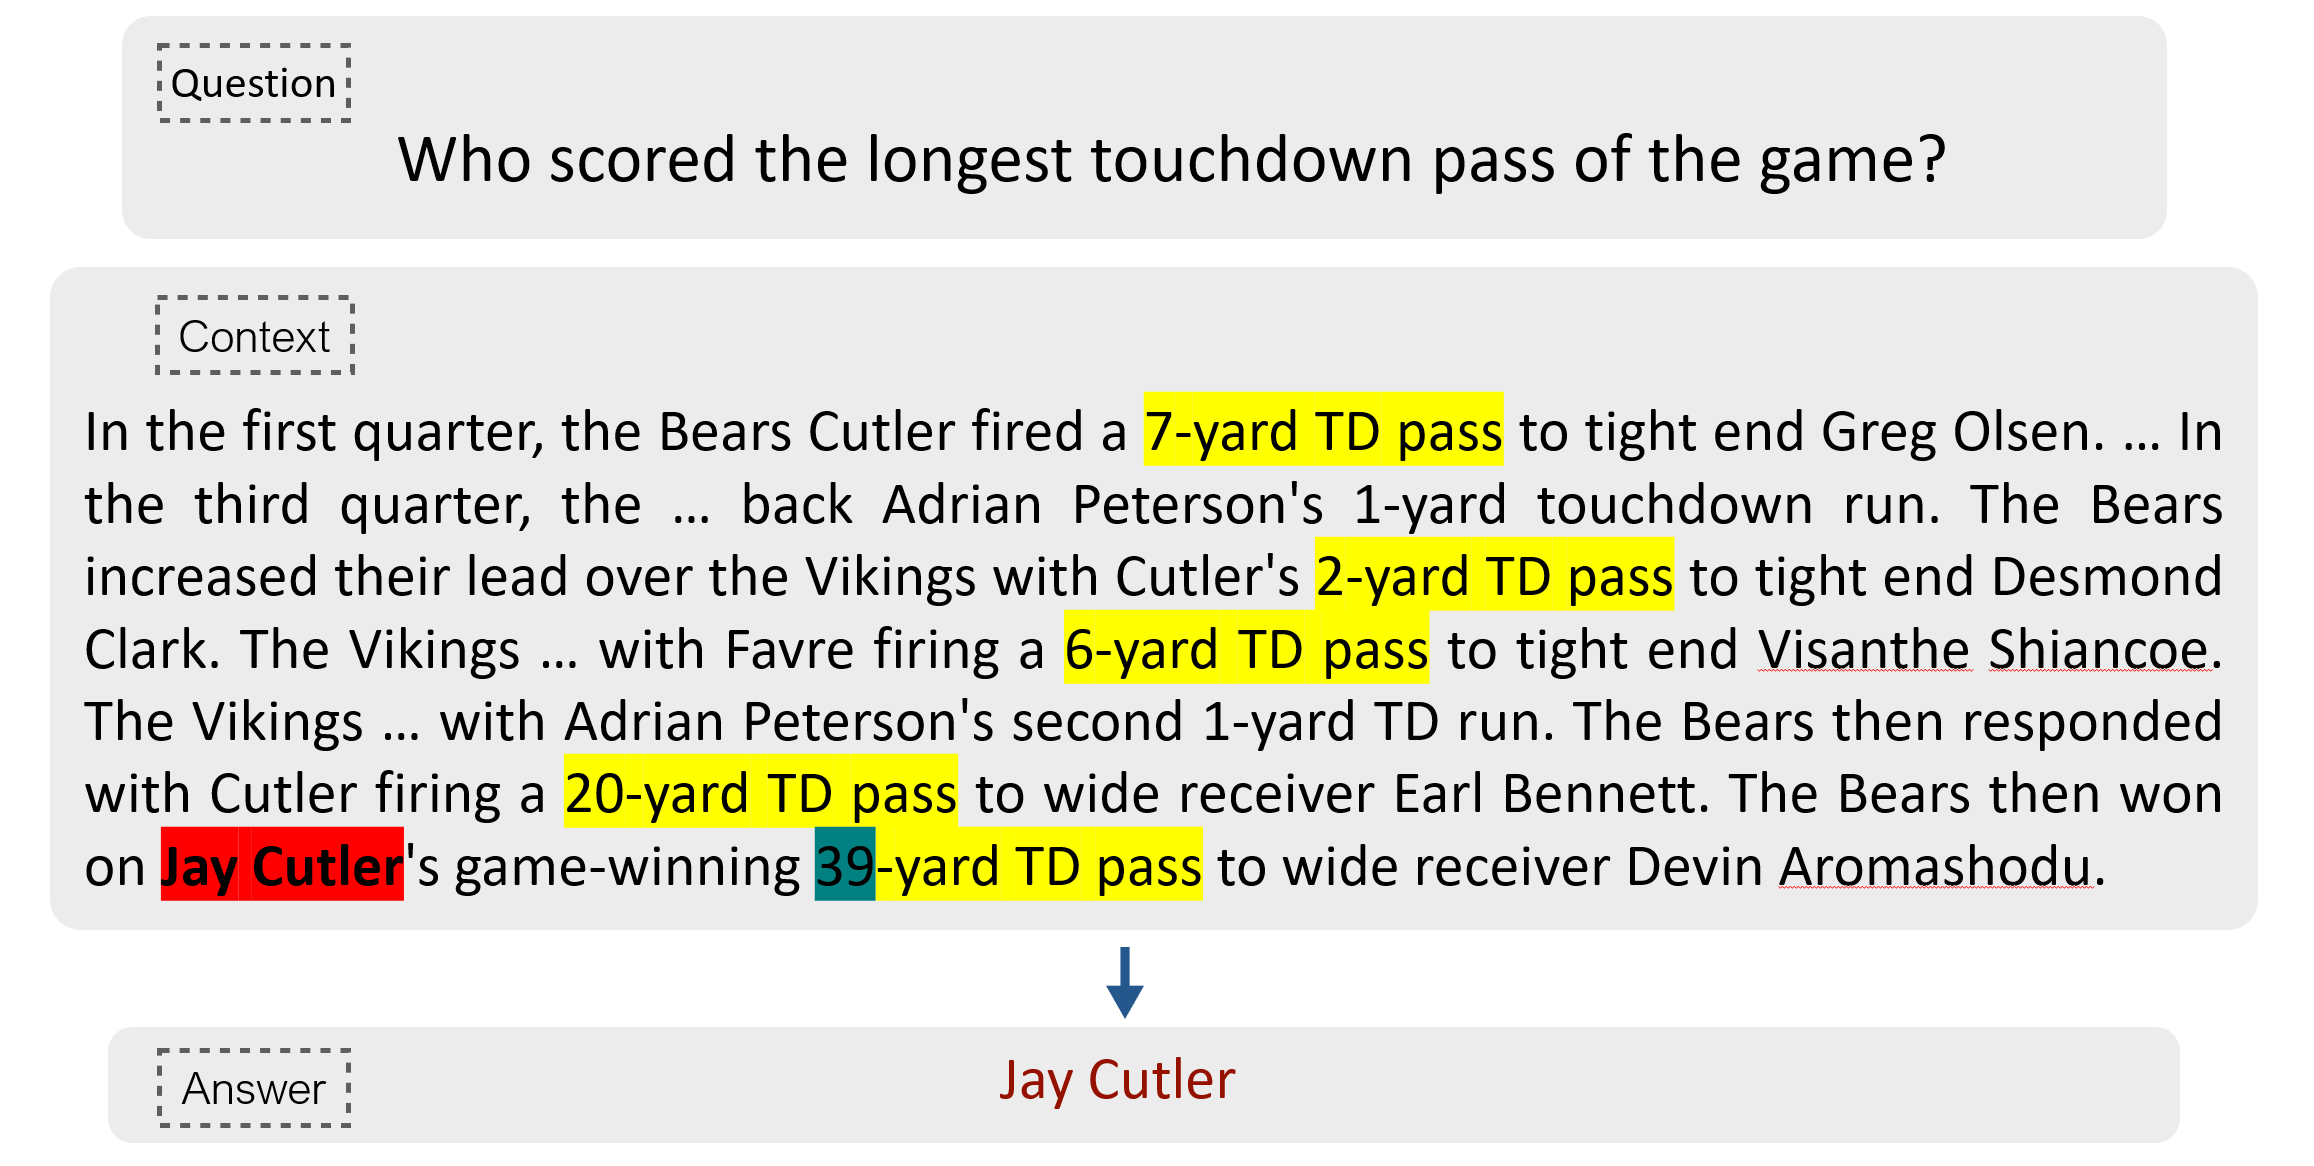 Question
Who scored the longest touchdown pass of the game?
Context
In the first quarter, the Bears Cutler fired a 7-yard TD pass to tight end Greg Olsen. ... In
the third quarter, the ... back Adrian Peterson's 1-yard touchdown run. The Bears
increased their lead over the Vikings with Cutler's 2-yard TD pass to tight end Desmond
Clark. The Vikings ... with Favre firing a 6-yard TD pass to tight end Visanthe Shiancoe.
The Vikings ... with Adrian Peterson's second 1-yard TD run. The Bears then responded
with Cutler firing a 20-yard TD pass to wide receiver Earl Bennett. The Bears then won
on Jay Cutler's game-winning 39-yard TD pass to wide receiver Devin Aromashodu.
Answer
Jay Cutler